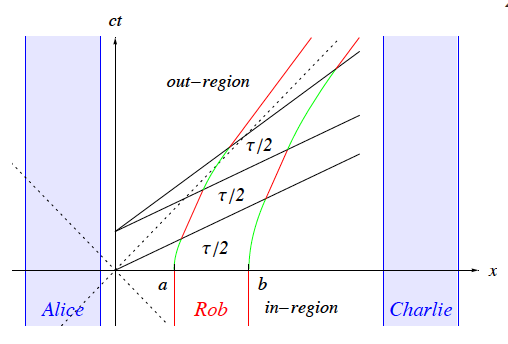 ct
out−region
τ/2
τ/2
τ/2
x
a
b
Alice
Rob
in−region
Charlie